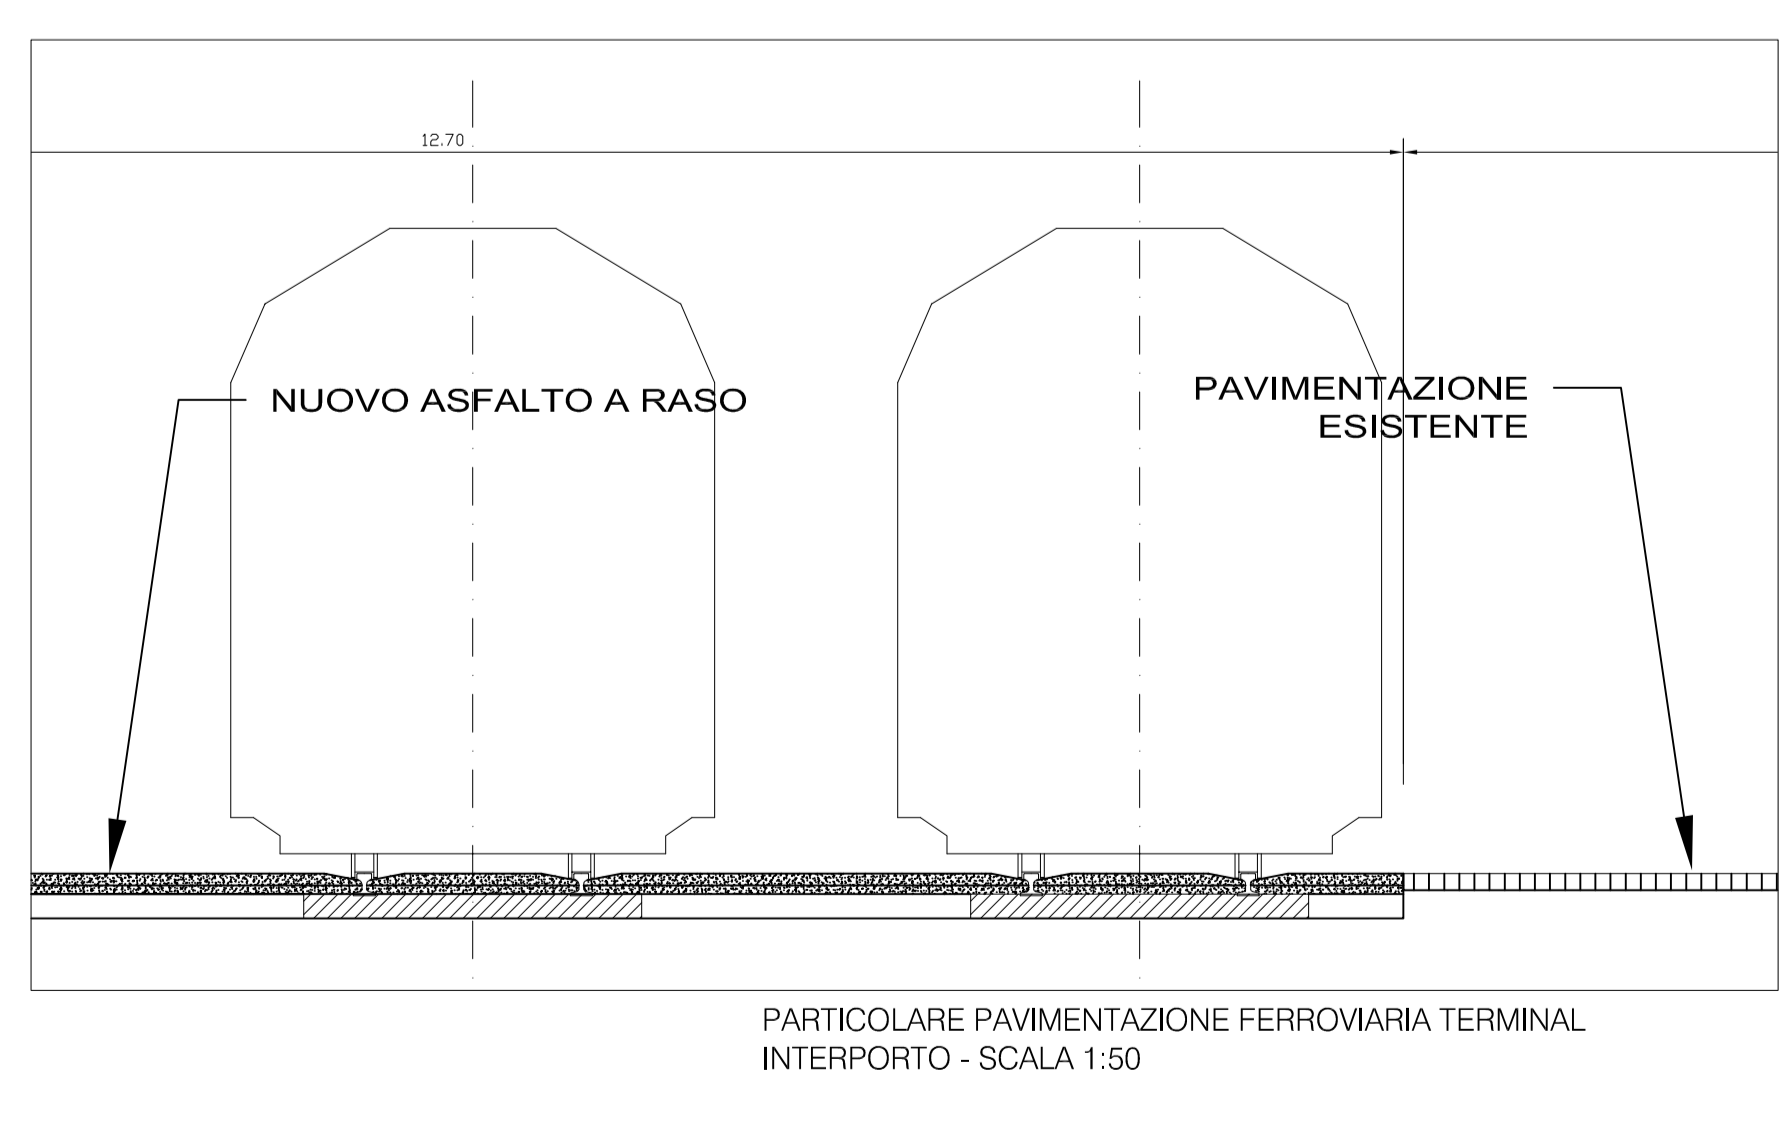 12.70
NUOVO ASFALTO A RASO
PAVIMENTAZIONE
ESISTENTE
PARTICOLARE PAVIMENTAZIONE FERROVIARIA TERMINAL
INTERPORTO - SCALA 1:50